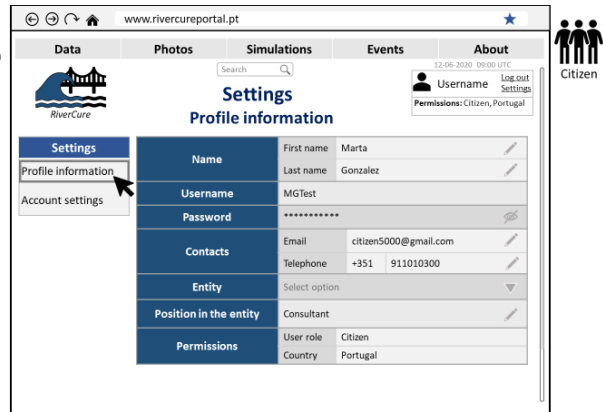 www.rivercureportal.pt
Data Photos Simulations Events About
Citizen
12-06-2020 09:00 UTC
Search
RiverCure
Username Log out
Settings
Permissions: Citizen, Portugal
Settings
Profile information
Settings
Profile information
Account settings
Name First name Marta
Last name Gonzalez
Username MGTest
Password ***********
Contacts Email citizen5000@gmail.com
Telephone +351 911010300
Entity Select option
Position in the entity Consultant
Permissions User role Citizen
Country Portugal